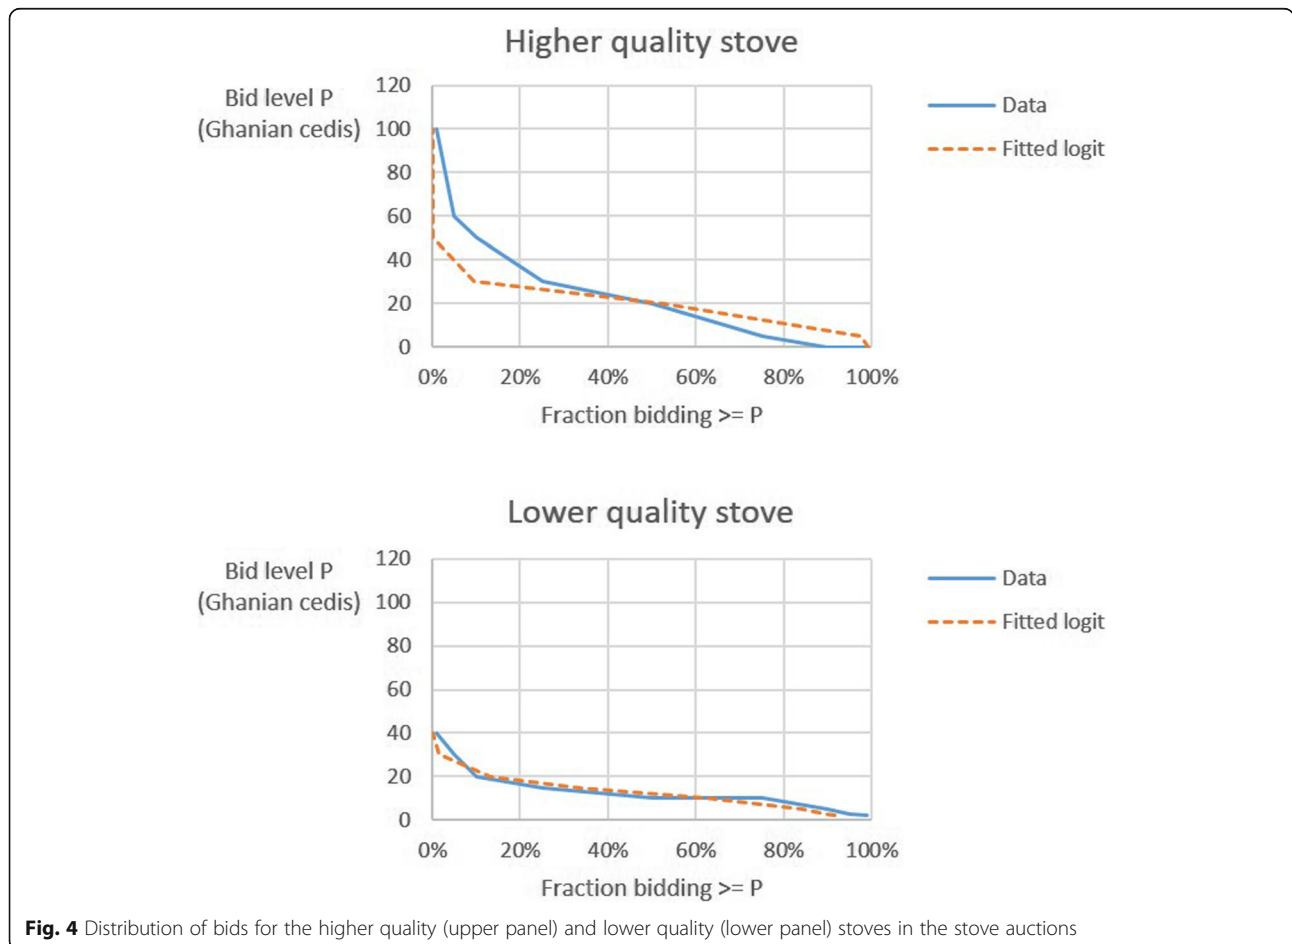 Higher quality stove
Bid level P
(Ghanian cedis)
120
100
80
60
40
20
0
0% 20% 40% 60% 80% 100%
Fraction bidding >= P
Data
Fitted logit
Lower quality stove
Bid level P
(Ghanian cedis)
120
100
80
60
40
20
0
0% 20% 40% 60% 80% 100%
Fraction bidding >= P
Data
Fitted logit
Fig. 4 Distribution of bids for the higher quality (upper panel) and lower quality (lower panel) stoves in the stove auctions